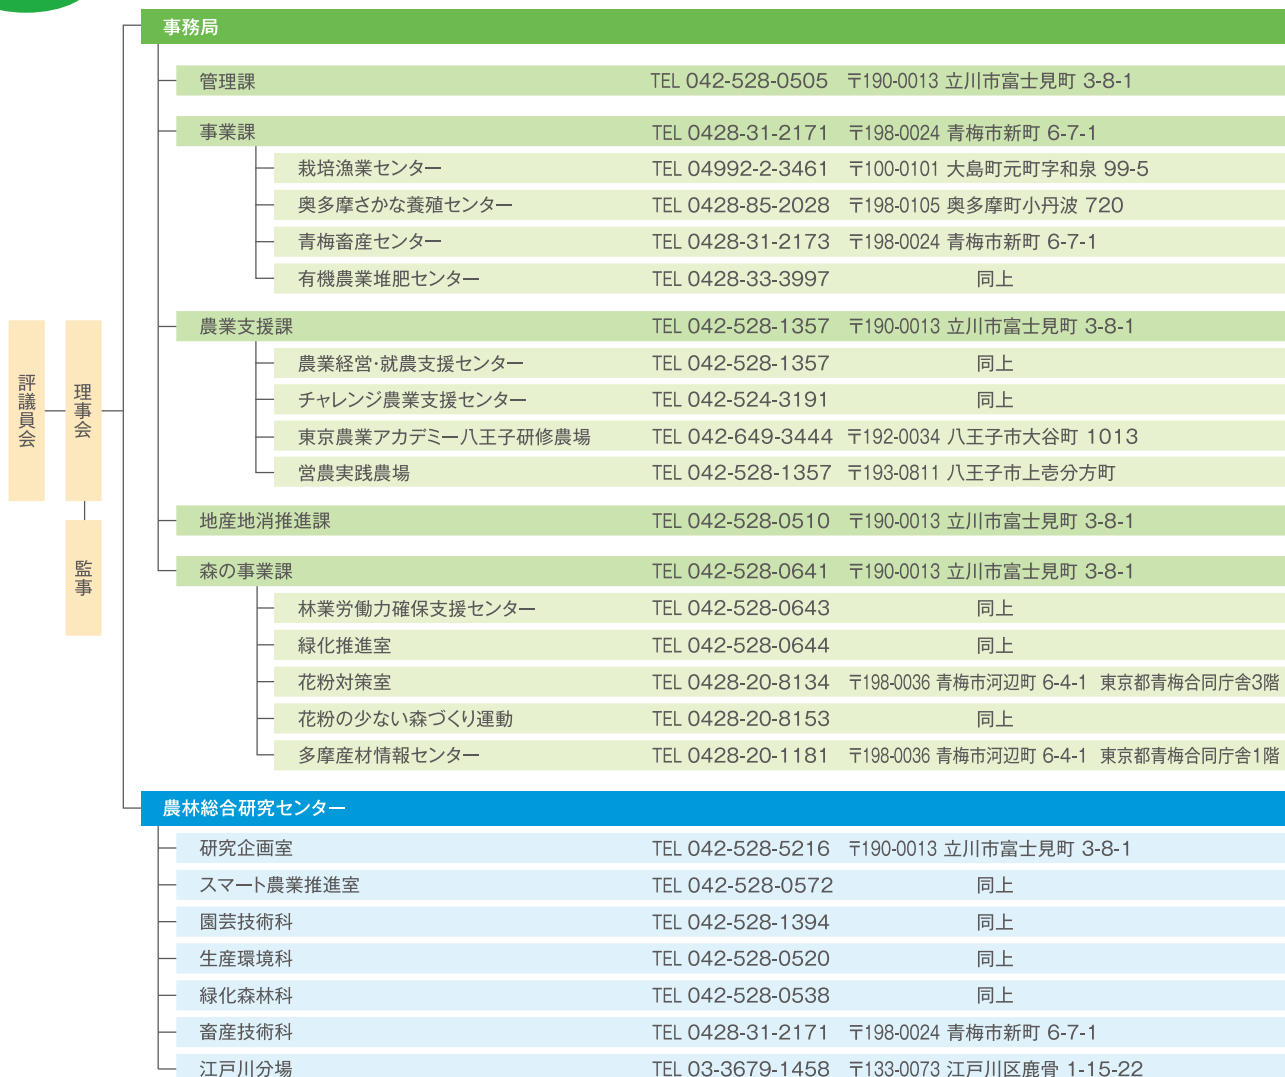 評議員会
理事会
監事
事務局
管理課 TEL 042-528-0505 〒190-0013 立川市富士見町 3-8-1
事業課 TEL 0428-31-2171 〒198-0024 青梅市新町 6-7-1
栽培漁業センター TEL 04992-2-3461 〒100-0101 大島町元町字和泉 99-5
奥多摩さかな養殖センター TEL 0428-85-2028 〒198-0105 奥多摩町小丹波 720
青梅畜産センター TEL 0428-31-2173 〒198-0024 青梅市新町 6-7-1
有機農業堆肥センター TEL 0428-33-3997 同上
農業支援課 TEL 042-528-1357 〒190-0013 立川市富士見町 3-8-1
農業経営·就農支援センター TEL 042-528-1357 同上
チャレンジ農業支援センター TEL 042-524-3191 同上
東京農業アカデミー八王子研修農場 TEL 042-649-3444 〒192-0034 八王子市大谷町 1013
営農実践農場 TEL 042-528-1357 〒193-0811 八王子市上壱分方町
地産地消推進課 TEL 042-528-0510 〒190-0013 立川市富士見町 3-8-1
森の事業課 TEL 042-528-0641 〒190-0013 立川市富士見町 3-8-1
林業労働力確保支援センター TEL 042-528-0643 同上
緑化推進室 TEL 042-528-0644 同上
花粉対策室 TEL 0428-20-8134 〒198-0036 青梅市河辺町 6-4-1 東京都青梅合同庁舎3階
花粉の少ない森づくり運動 TEL 0428-20-8153 同上
多摩産材情報センター TEL 0428-20-1181 〒198-0036 青梅市河辺町 6-4-1 東京都青梅合同庁舎1階
農林総合研究センター
研究企画室 TEL 042-528-5216 〒190-0013 立川市富士見町 3-8-1
スマート農業推進室 TEL 042-528-0572 同上
園芸技術科 TEL 042-528-1394 同上
生産環境科 TEL 042-528-0520 同上
緑化森林科 TEL 042-528-0538 同上
畜産技術科 TEL 0428-31-2171 〒198-0024 青梅市新町 6-7-1
江戸川分場 TEL 03-3679-1458 〒133-0073 江戸川区鹿骨 1-15-22